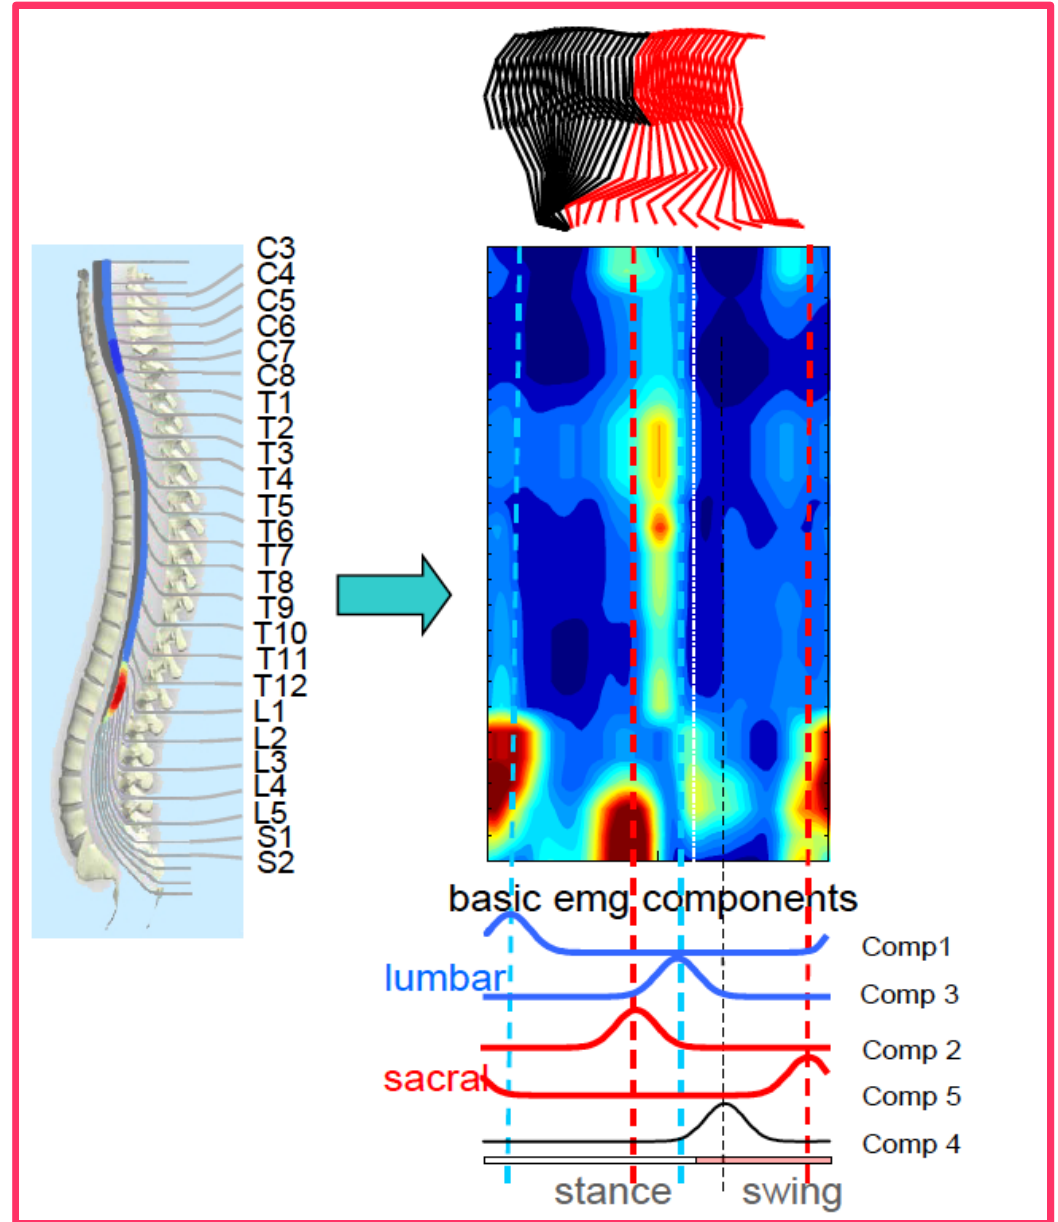 C3
C4
C5
C6
C7
C8
T1
T2
T3
T4
T5
T6
T7
T8
T9
T10
T11
T12
L1
L2
L3
L4
L5
S1
S2
basic emg components
Comp1
lumbar
Comp 3
Comp 2
sacral
Comp 5
Comp 4
stance swing